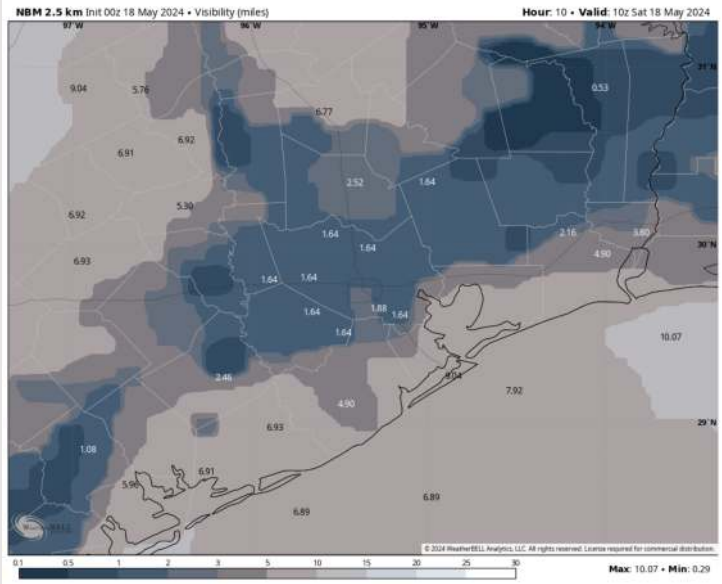 NBM 2.5 km Init 00z 18 May 2024 • Visibility (miles)
Hour: 10 • Valid: 10z Sat 18 May 2024
97°W 96°W 95°W 94°W
31°N
9.04 5.76 0.53
6.77
6.92
6.91
2.52 1.84
5.30
6.92
1.64 2.16 3.80
1.64
30°N
6.93 4.90
1.64 1.64
1.64 1.88 1.64
1.64 10.07
2.46 8.04
7.92
4.90
6.93 29°N
1.08
6.91
5.96
6.89
6.89
WeatherBELL
© 2024 WeatherBELL Analytics, LLC. All rights reserved. License required for commercial distribution.
0.1 0.5 1 2 3 5 10 15 20 25 30
Max: 10.07 • Min: 0.29